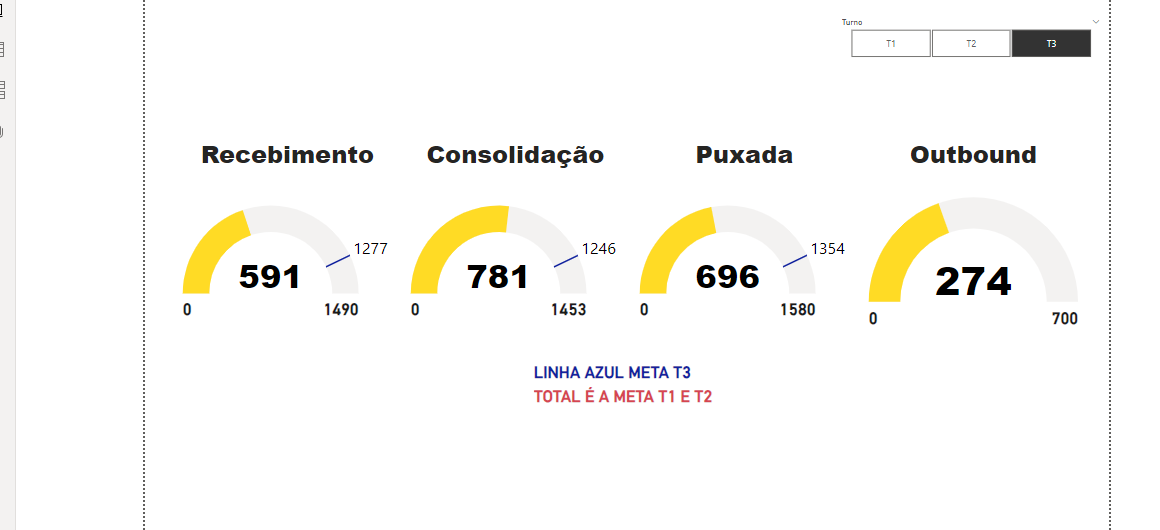 Turno
T1 T2 T3
Recebimento Consolidação Puxada Outbound
1277 1246 1354
591 781 696 274
0 1490 0 1453 0 1580 0 700
LINHA AZUL META T3
TOTAL É A META T1 E T2